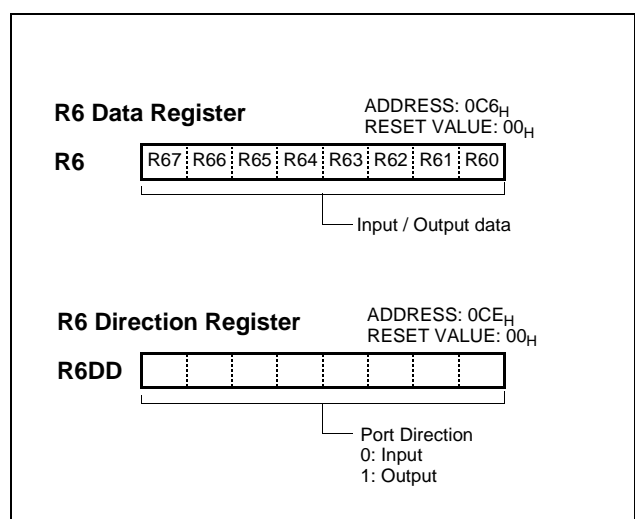 R6 Data Register
ADDRESS: 0C6H
RESET VALUE: 00H
R6
R67 R66 R65 R64 R63 R62 R61 R60
Input / Output data
R6 Direction Register
ADDRESS: 0CEH
RESET VALUE: 00H
R6DD
Port Direction
0: Input
1: Output